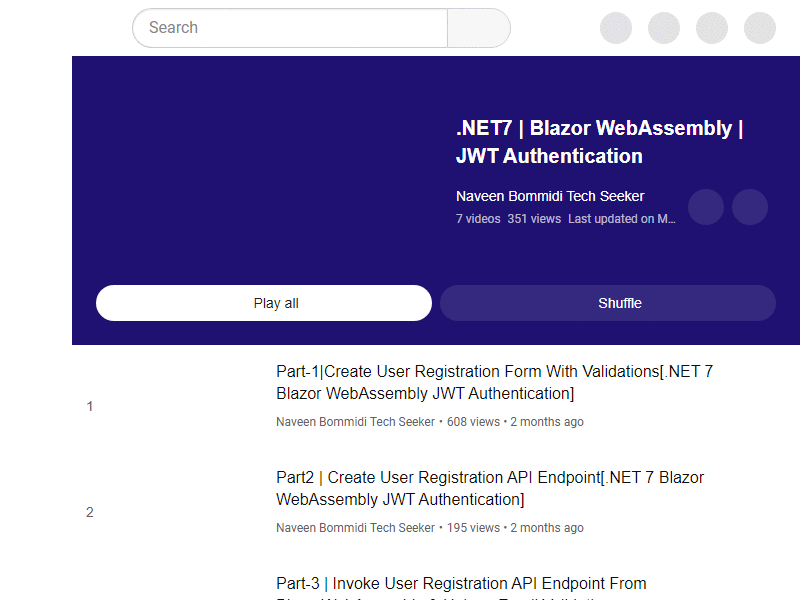 Search
.NET7 | Blazor WebAssembly |
JWT Authentication
Naveen Bommidi Tech Seeker
7 videos 351 views Last updated on M...
Play all
Shuffle
1
Part-1|Create User Registration Form With Validations[.NET 7
Blazor WebAssembly JWT Authentication]
Naveen Bommidi Tech Seeker • 608 views • 2 months ago
2
Part2 | Create User Registration API Endpoint[.NET 7 Blazor
WebAssembly JWT Authentication]
Naveen Bommidi Tech Seeker • 195 views • 2 months ago
Part-3 | Invoke User Registration API Endpoint From